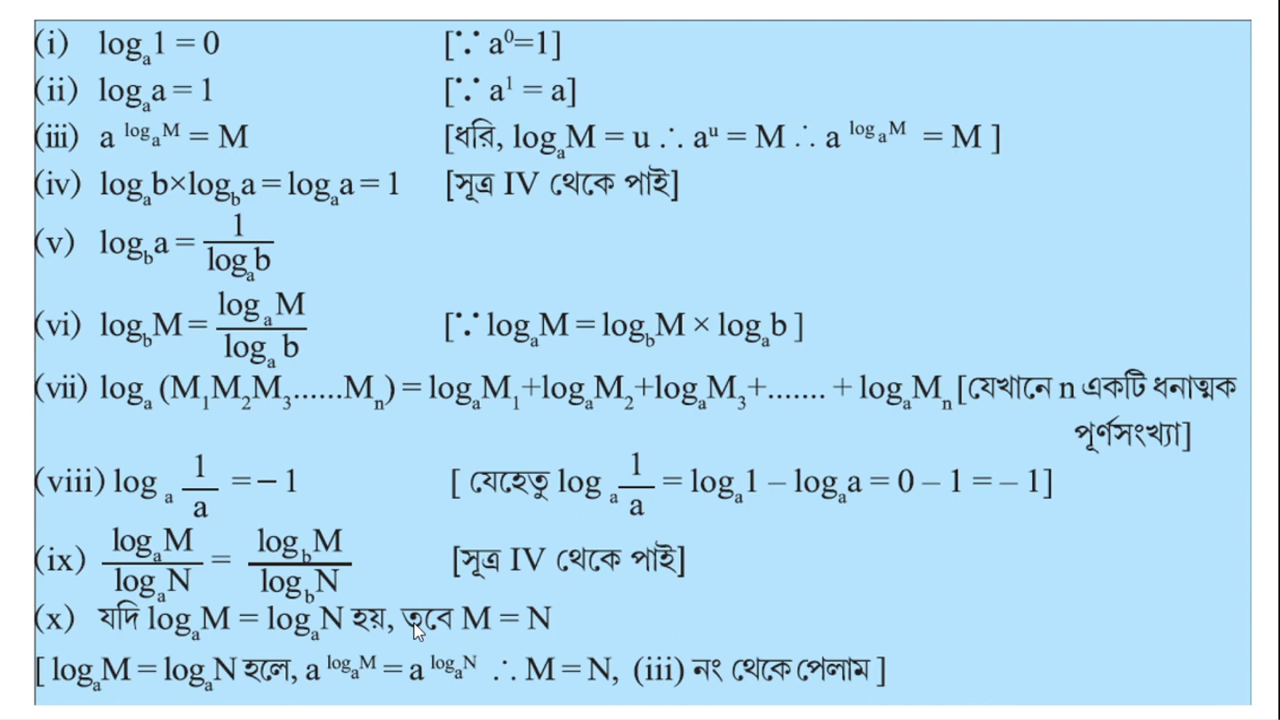 (i) logₐ1 = 0 [∵ a⁰=1]
(ii) logₐa = 1 [∵ a¹ = a]
(iii) a^(logₐM) = M [ধরি, logₐM = u ∴ aᵘ = M ∴ a^(logₐM) = M ]
(iv) logₐb×log_b a = logₐa = 1 [সূত্র IV থেকে পাই]
(v) log_b a = 1/logₐb
(vi) log_b M = logₐ M/logₐ b [∵ logₐM = log_b M × logₐb ]
(vii) logₐ (M₁M₂M₃......Mₙ) = logₐM₁+logₐM₂+logₐM₃+....... + logₐMₙ [যেখানে n একটি ধনাত্মক
পূর্ণসংখ্যা]
(viii) log ₐ 1/a = – 1 [ যেহেতু log ₐ 1/a = logₐ1 – logₐa = 0 – 1 = – 1]
(ix) logₐM/logₐN = log_b M/log_b N [সূত্র IV থেকে পাই]
(x) যদি logₐM = logₐN হয়, তবে M = N
[ logₐM = logₐN হলে, a^(logₐM) = a^(logₐN) ∴ M = N, (iii) নং থেকে পেলাম ]